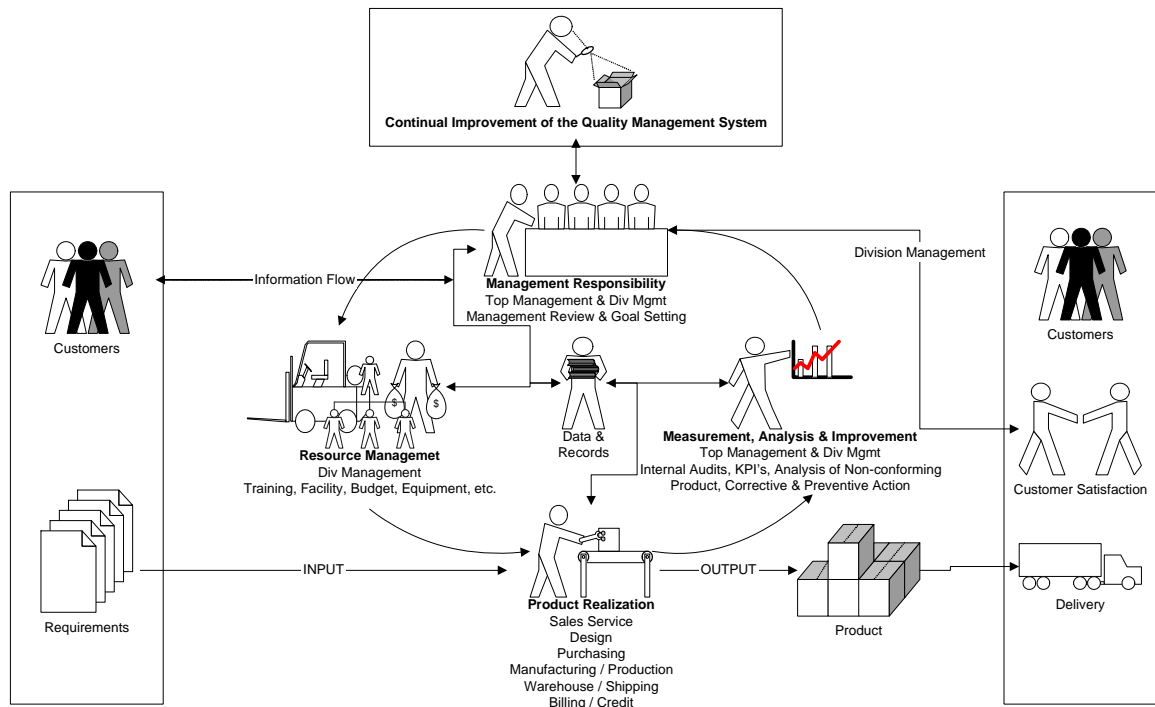 Continual Improvement of the Quality Management System
Division Management
Information Flow
Management Responsibility
Top Management & Div Mgmt
Management Review & Goal Setting
Customers
Customers
$
$
Data &
Records
Resource Managemet
Div Management
Training, Facility, Budget, Equipment, etc.
Measurement, Analysis & Improvement
Top Management & Div Mgmt
Internal Audits, KPI's, Analysis of Non-conforming
Product, Corrective & Preventive Action
Customer Satisfaction
INPUT
OUTPUT
Requirements
Product Realization
Sales Service
Design
Purchasing
Manufacturing / Production
Warehouse / Shipping
Billing / Credit
Product
Delivery